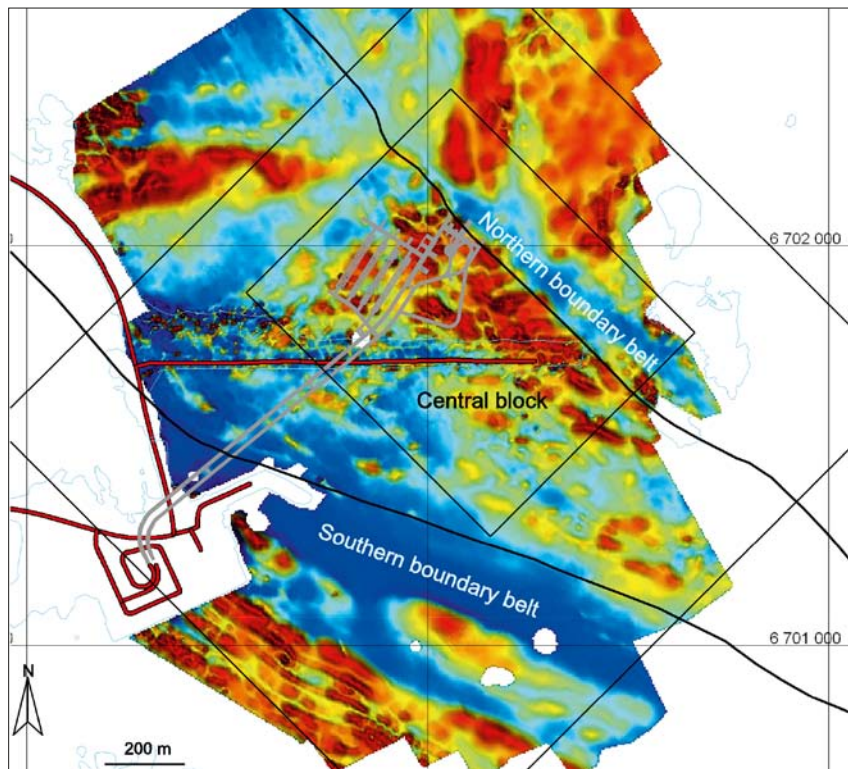 6 702 000
Northern boundary belt
Central block
Southern boundary belt
6 701 000
N
200 m